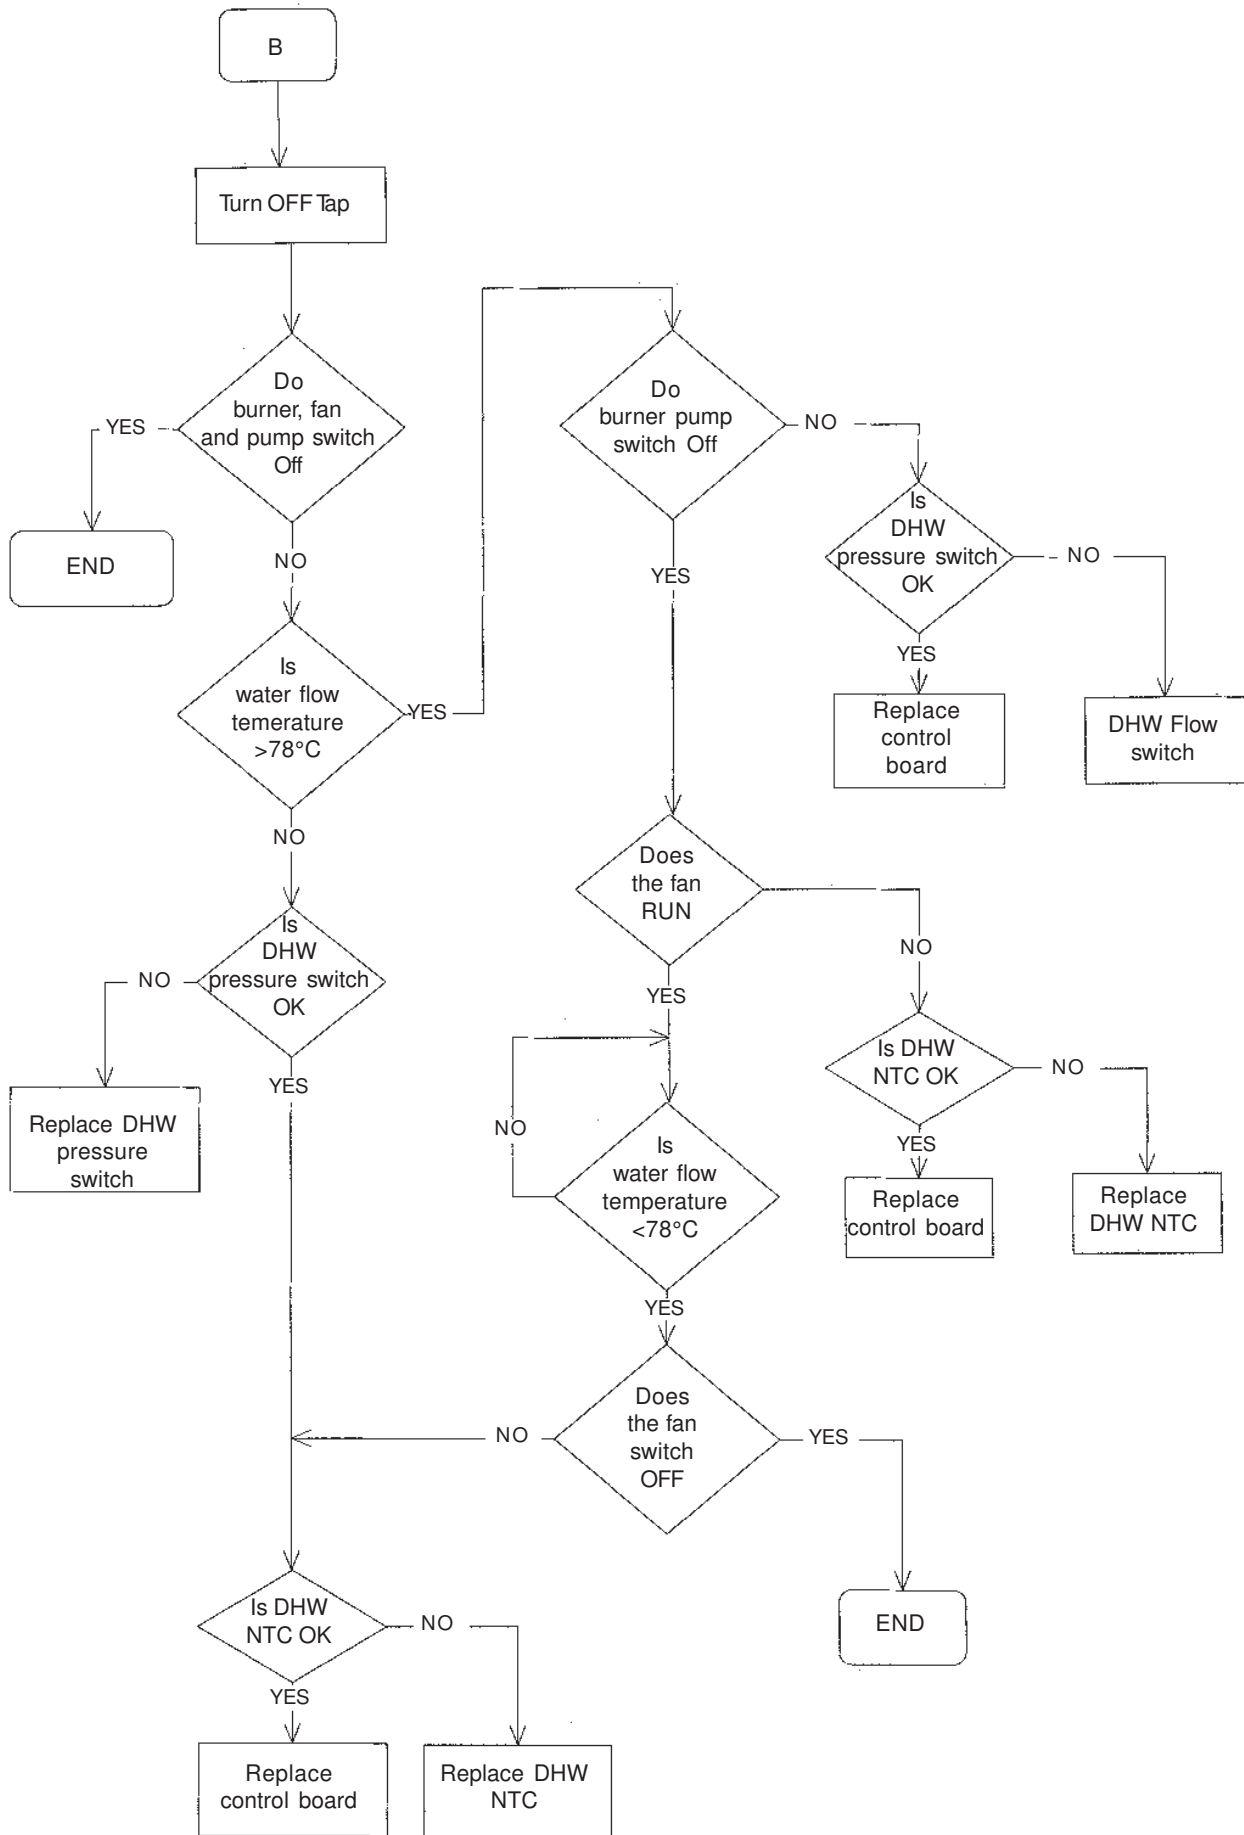 B
Turn OFF Tap
Do
burner, fan
and pump switch
Off
YES
END
NO
Is
water flow
temerature
>78°C
YES
NO
Is
DHW
pressure switch
OK
NO
Replace DHW
pressure
switch
YES
Do
burner pump
switch Off
NO
Is
DHW
pressure switch
OK
NO
DHW Flow
switch
YES
Replace
control
board
YES
Does
the fan
RUN
NO
Is DHW
NTC OK
NO
Replace
DHW NTC
YES
Replace
control board
YES
NO
Is
water flow
temperature
<78°C
YES
Does
the fan
switch
OFF
NO
YES
END
Is DHW
NTC OK
NO
YES
Replace
control board
Replace DHW
NTC